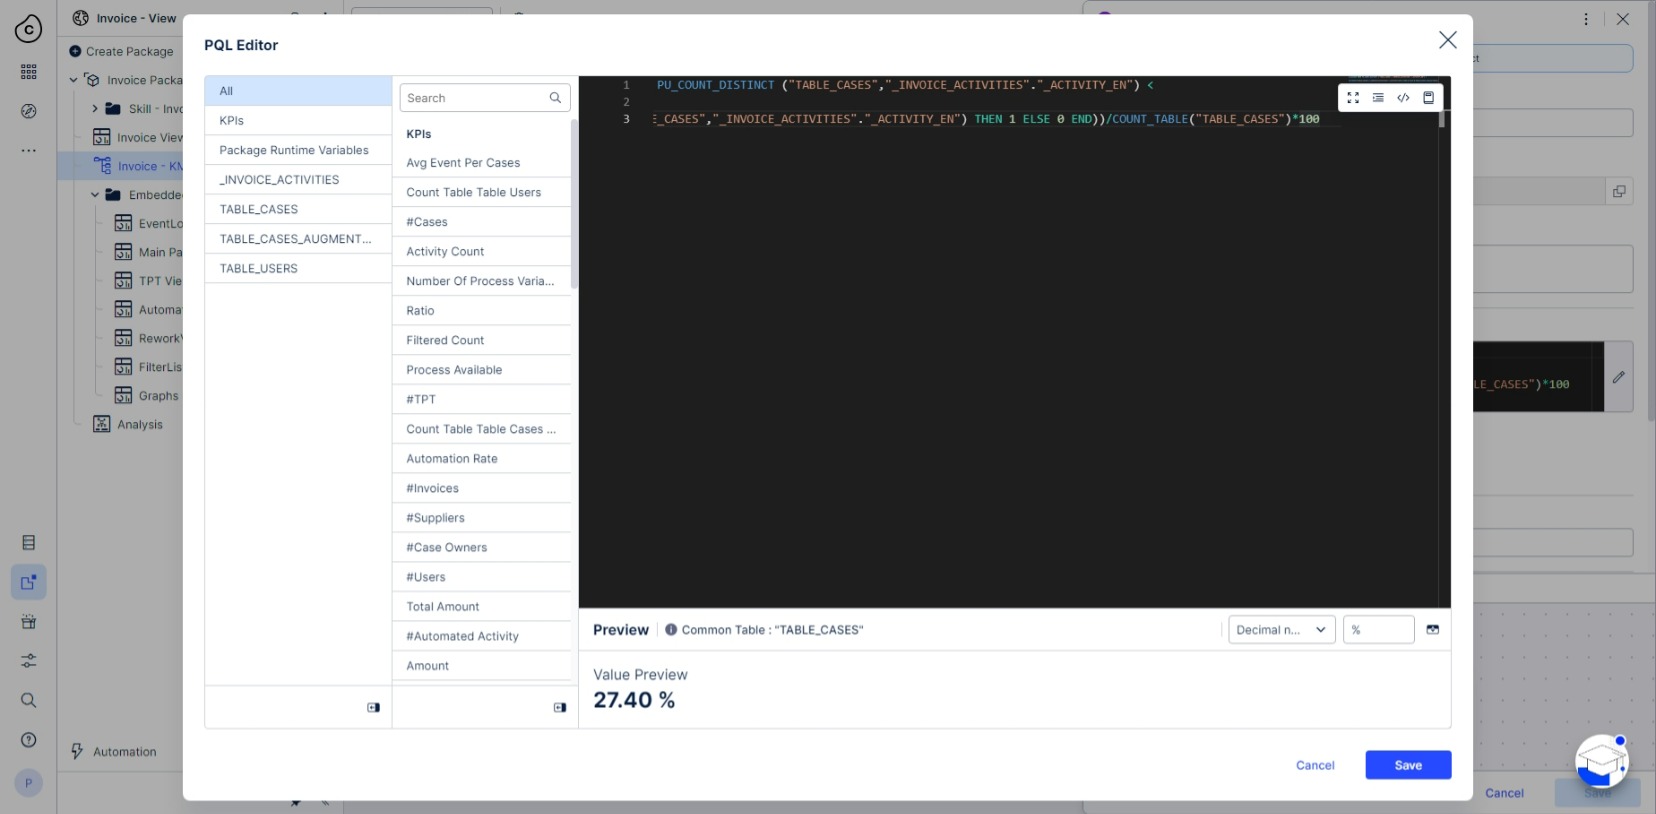 Invoice - View
Create Package
Invoice Packa
Skill - Invo
Invoice View
Invoice - KM
Embedde
EventLo
Main Pa
TPT Vie
Automa
ReworkV
FilterLis
Graphs
Analysis
Automation
P
PQL Editor
All
KPIs
Package Runtime Variables
_INVOICE_ACTIVITIES
TABLE_CASES
TABLE_CASES_AUGMENT...
TABLE_USERS
Search
KPIs
Avg Event Per Cases
Count Table Table Users
#Cases
Activity Count
Number Of Process Varia...
Ratio
Filtered Count
Process Available
#TPT
Count Table Table Cases ...
Automation Rate
#Invoices
#Suppliers
#Case Owners
#Users
Total Amount
#Automated Activity
Amount
1 PU_COUNT_DISTINCT ("TABLE_CASES","_INVOICE_ACTIVITIES"."_ACTIVITY_EN") <
2
3 E_CASES","_INVOICE_ACTIVITIES"."_ACTIVITY_EN") THEN 1 ELSE 0 END))/COUNT_TABLE("TABLE_CASES")*100
Preview
Common Table : "TABLE_CASES"
Decimal n...
%
Value Preview
27.40 %
Cancel
Save
ct
LE_CASES")*100
Cancel
Save